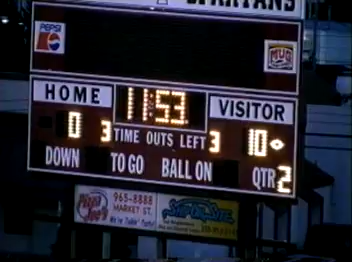 SPARTANS
PEPSI
MUG
HOME 11:53 VISITOR
0 3 TIME OUTS LEFT 3 10
DOWN TO GO BALL ON QTR 2
965-8888
MARKET ST.